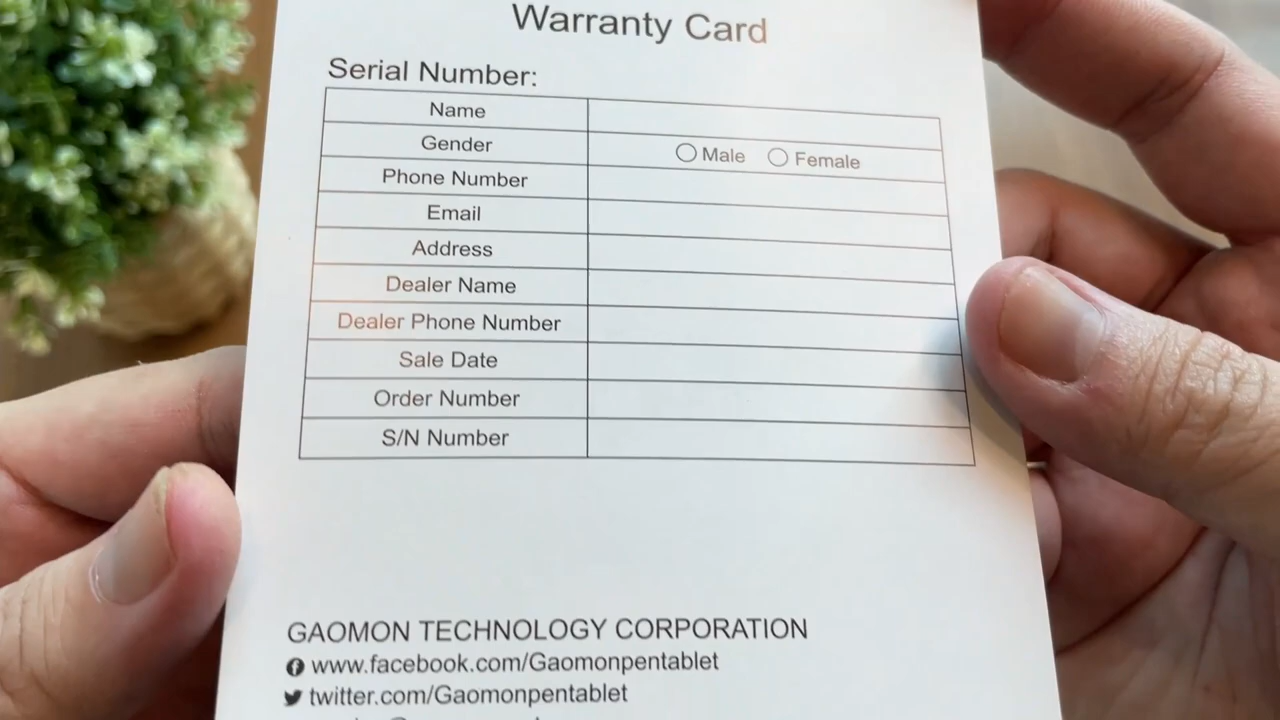 Warranty Card
Serial Number:
Name
Gender
Male Female
Phone Number
Email
Address
Dealer Name
Dealer Phone Number
Sale Date
Order Number
S/N Number
GAOMON TECHNOLOGY CORPORATION
www.facebook.com/Gaomonpentablet
twitter.com/Gaomonpentablet